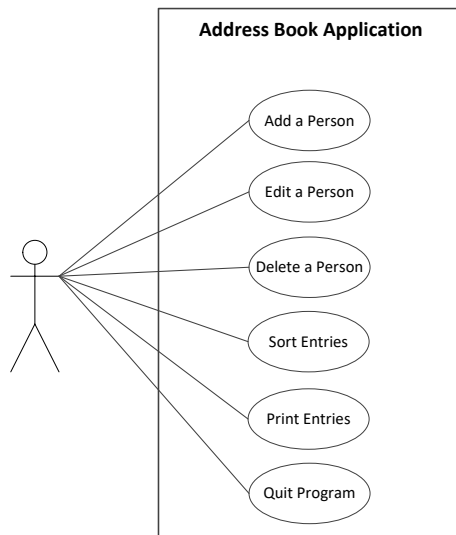 Address Book Application
Add a Person
Edit a Person
Delete a Person
Sort Entries
Print Entries
Quit Program